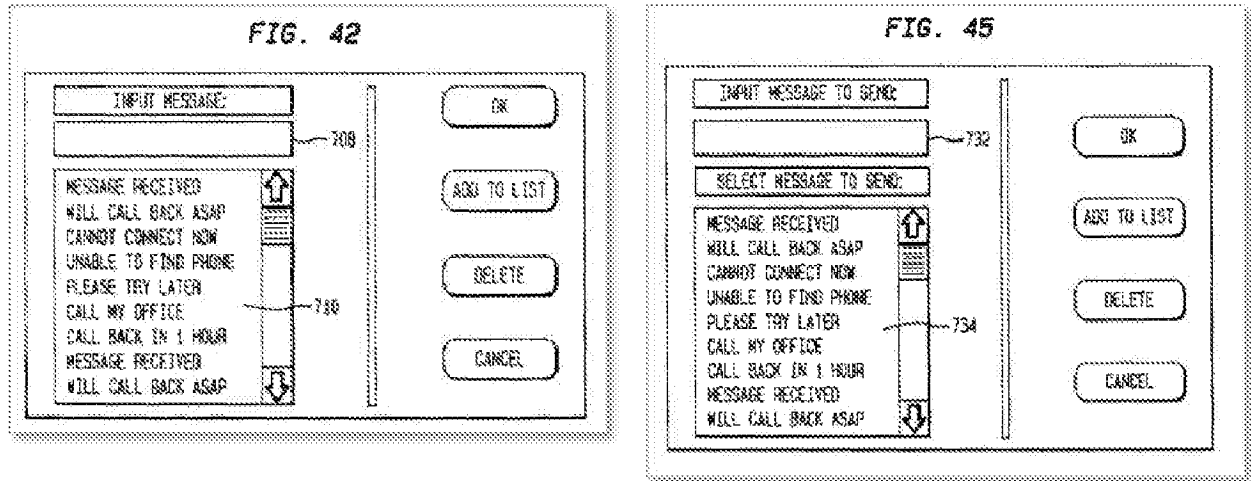 FIG. 42
INPUT MESSAGE:
708
MESSAGE RECEIVED
WILL CALL BACK ASAP
CANNOT CONNECT NOW
UNABLE TO FIND PHONE
PLEASE TRY LATER
CALL MY OFFICE
710
CALL BACK IN 1 HOUR
MESSAGE RECEIVED
WILL CALL BACK ASAP
OK
ADD TO LIST
DELETE
CANCEL
FIG. 45
INPUT MESSAGE TO SEND:
732
SELECT MESSAGE TO SEND:
MESSAGE RECEIVED
WILL CALL BACK ASAP
CANNOT CONNECT NOW
UNABLE TO FIND PHONE
PLEASE TRY LATER
734
CALL MY OFFICE
CALL BACK IN 1 HOUR
MESSAGE RECEIVED
WILL CALL BACK ASAP
OK
ADD TO LIST
DELETE
CANCEL